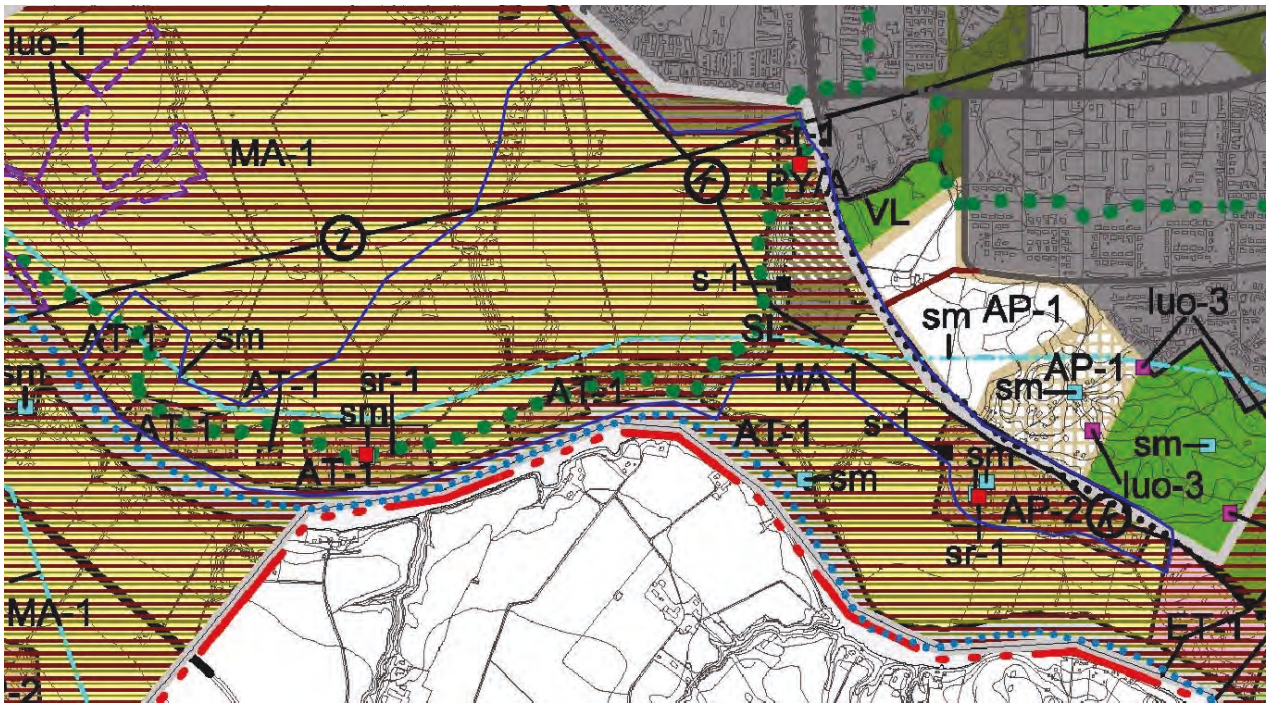 luo-1
MA-1
sr-1
PY/A
VL
z
r
s-1
SL
sm
AP-1
luo-3
AT-1
sm
AT-1
sr-1
sm
AT-1
MA-1
AP-1
sm
sm
AT-1
AT-1
AT-1
s-1
sm
sm
sm
luo-3
AP-2
k
sr-1
MA-1
ET-1
-2